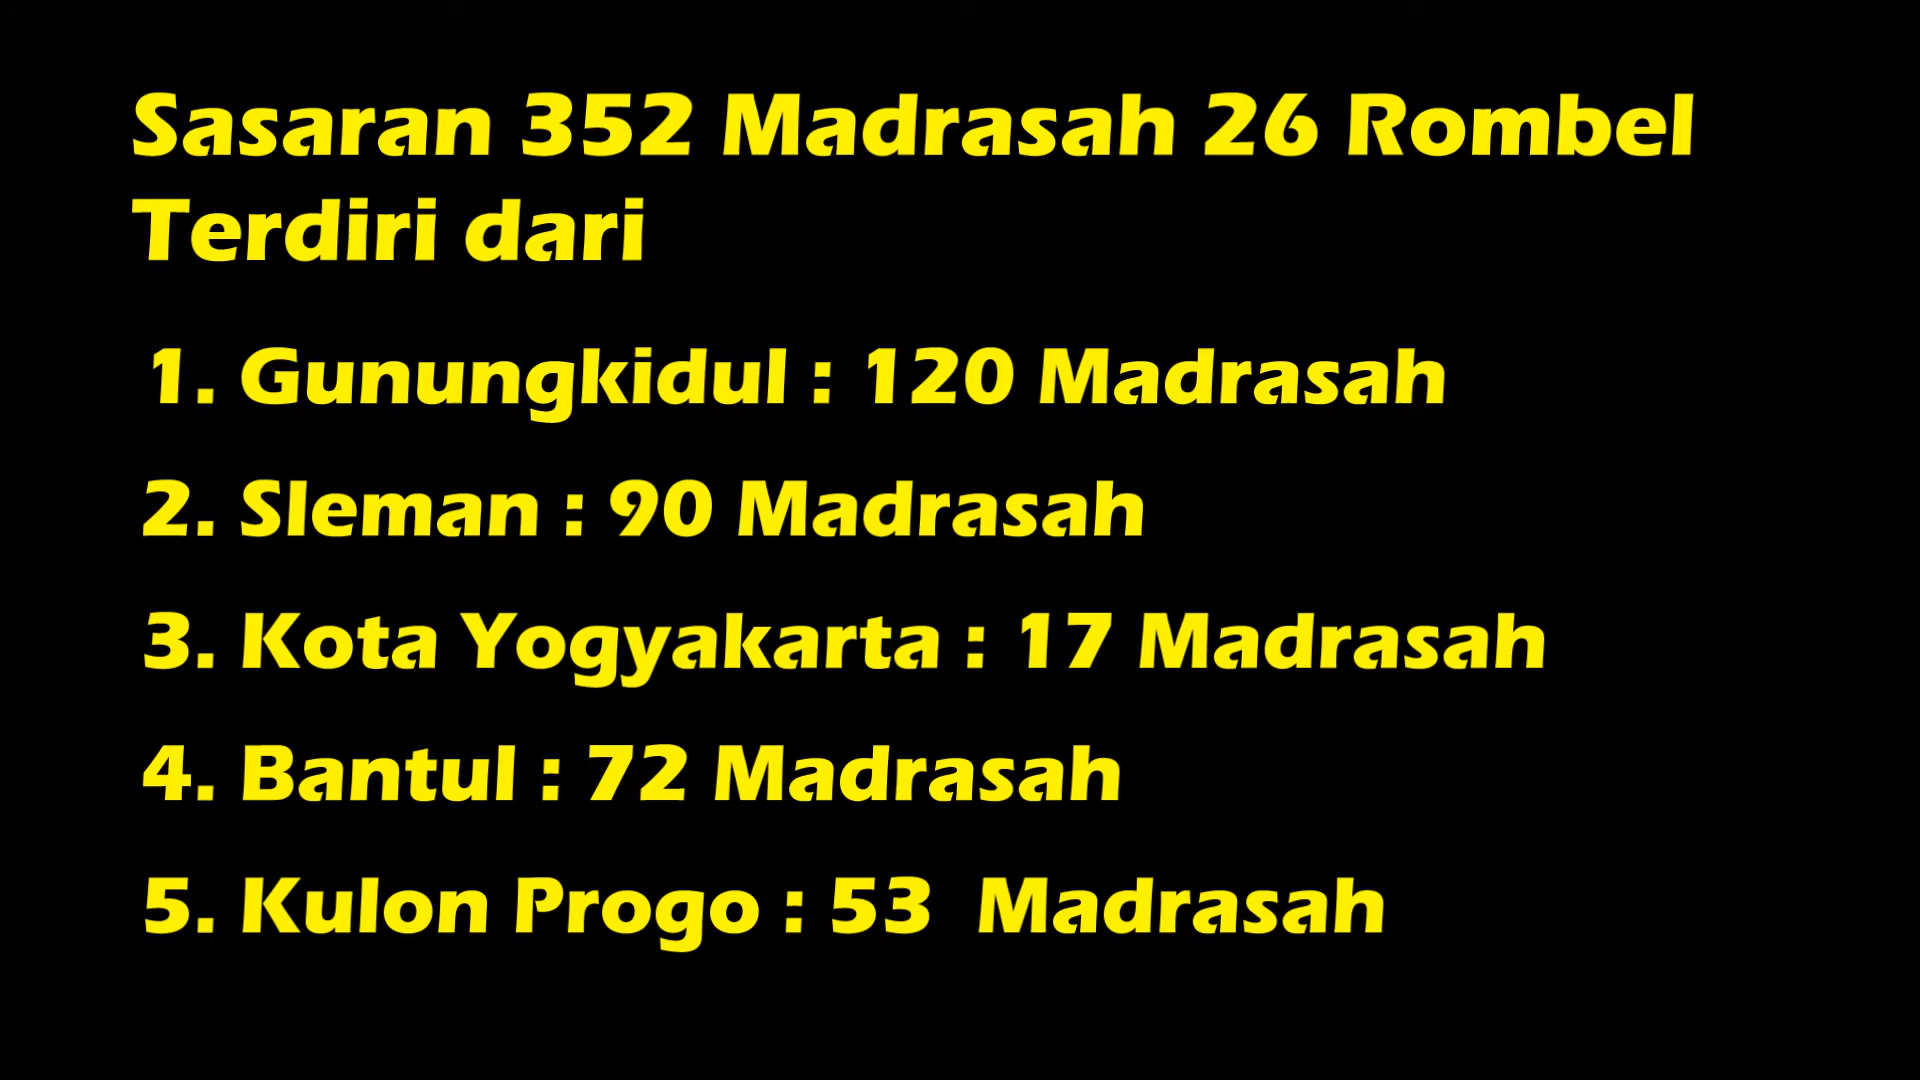 Sasaran 352 Madrasah 26 Rombel
Terdiri dari
1. Gunungkidul : 120 Madrasah
2. Sleman : 90 Madrasah
3. Kota Yogyakarta : 17 Madrasah
4. Bantul : 72 Madrasah
5. Kulon Progo : 53  Madrasah